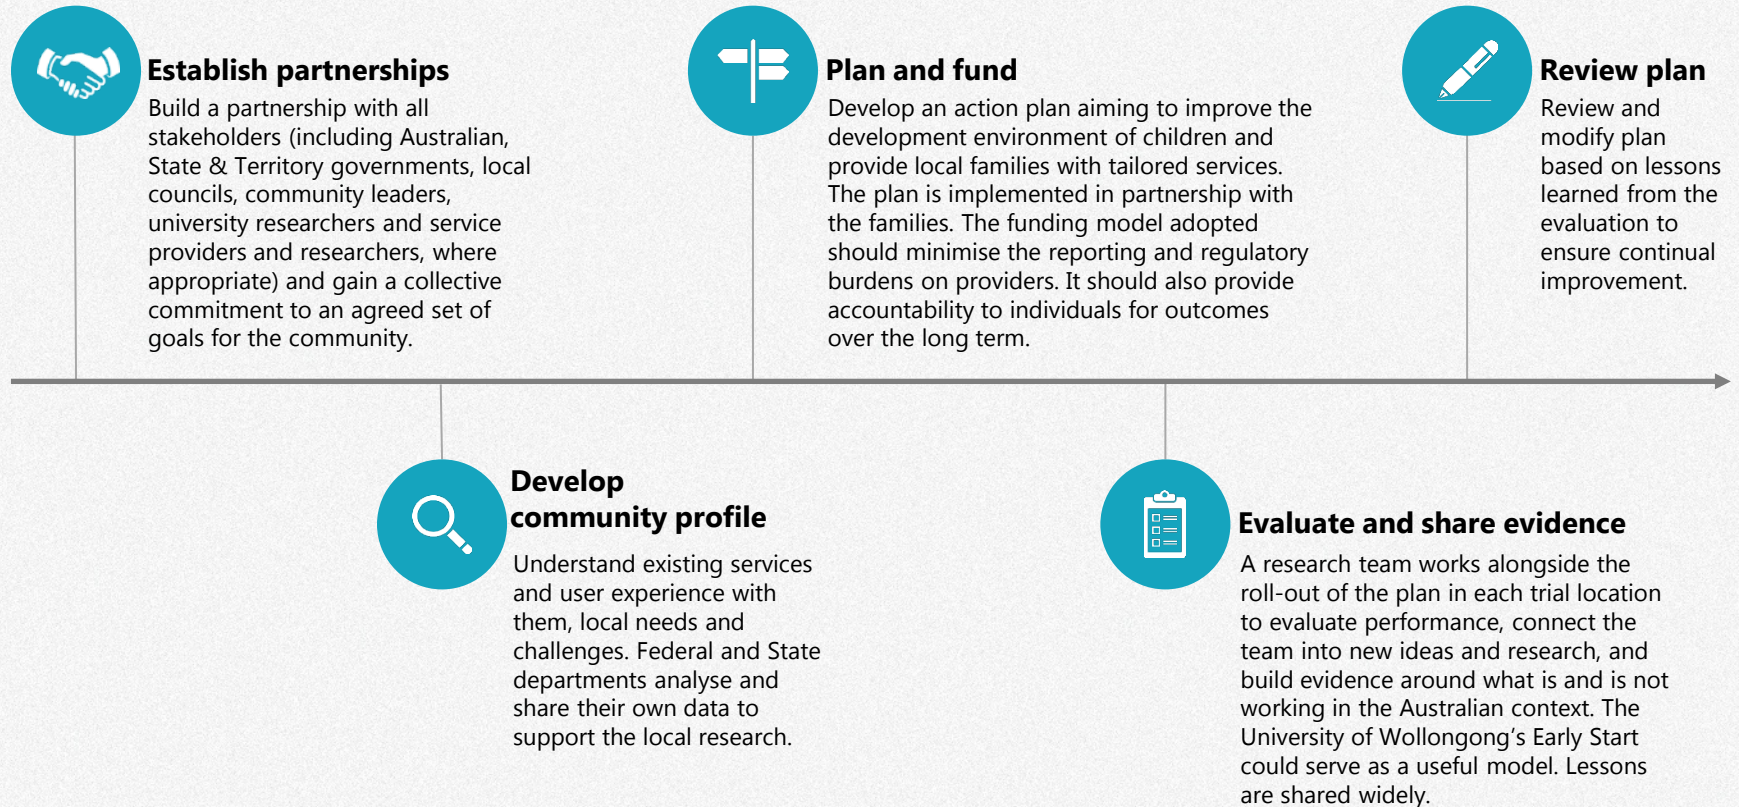 Establish partnerships
Build a partnership with all
stakeholders (including Australian,
State & Territory governments, local
councils, community leaders,
university researchers and service
providers and researchers, where
appropriate) and gain a collective
commitment to an agreed set of
goals for the community.
Develop
community profile
Understand existing services
and user experience with
them, local needs and
challenges. Federal and State
departments analyse and
share their own data to
support the local research.
Plan and fund
Develop an action plan aiming to improve the
development environment of children and
provide local families with tailored services.
The plan is implemented in partnership with
the families. The funding model adopted
should minimise the reporting and regulatory
burdens on providers. It should also provide
accountability to individuals for outcomes
over the long term.
Evaluate and share evidence
A research team works alongside the
roll-out of the plan in each trial location
to evaluate performance, connect the
team into new ideas and research, and
build evidence around what is and is not
working in the Australian context. The
University of Wollongong’s Early Start
could serve as a useful model. Lessons
are shared widely.
Review plan
Review and
modify plan
based on lessons
learned from the
evaluation to
ensure continual
improvement.